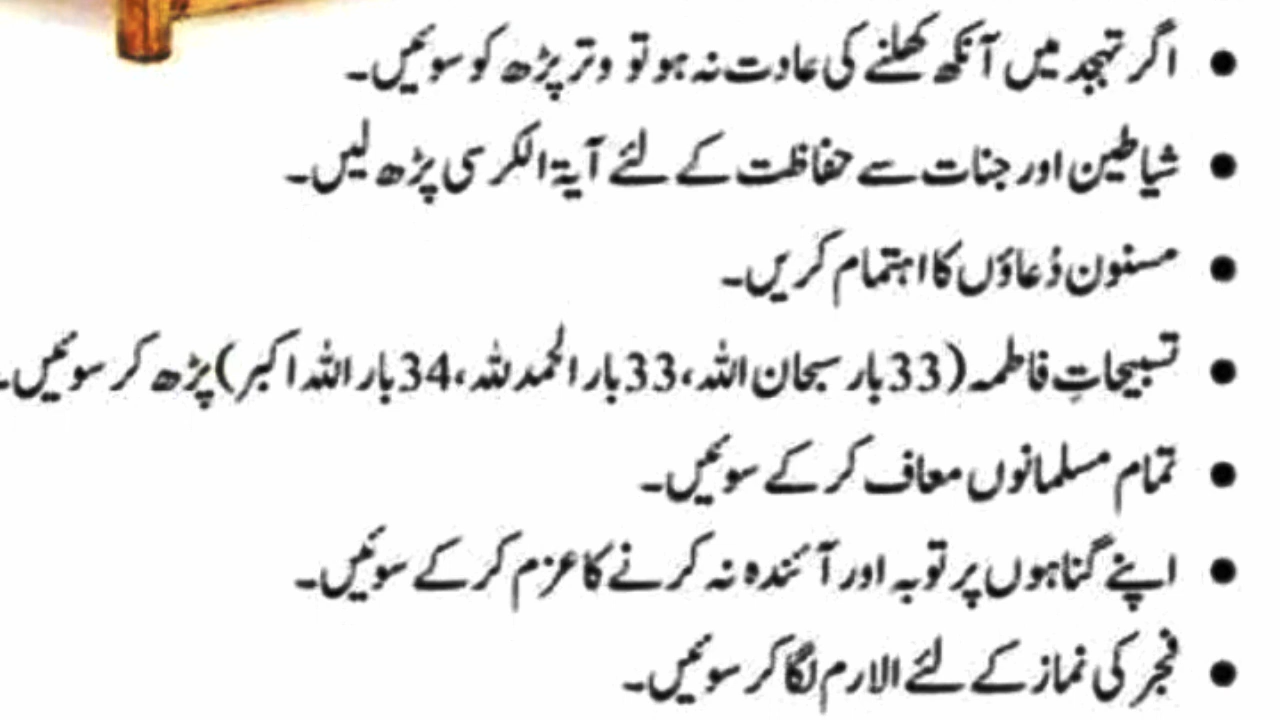 • اگر تہجد میں آنکھ کھلنے کی عادت نہ ہو تو وتر پڑھ کو سوئیں۔
• شیاطین اور جنات سے حفاظت کے لئے آیۃ الکرسی پڑھ لیں۔
• مسنون دُعاؤں کا اہتمام کریں۔
• تسبیحاتِ فاطمہ (33 بار سبحان اللہ، 33 بار الحمد للہ، 34 بار اللہ اکبر) پڑھ کر سوئیں۔
• تمام مسلمانوں معاف کر کے سوئیں۔
• اپنے گناہوں پر توبہ اور آئندہ نہ کرنے کا عزم کر کے سوئیں۔
• فجر کی نماز کے لئے الارم لگا کر سوئیں۔